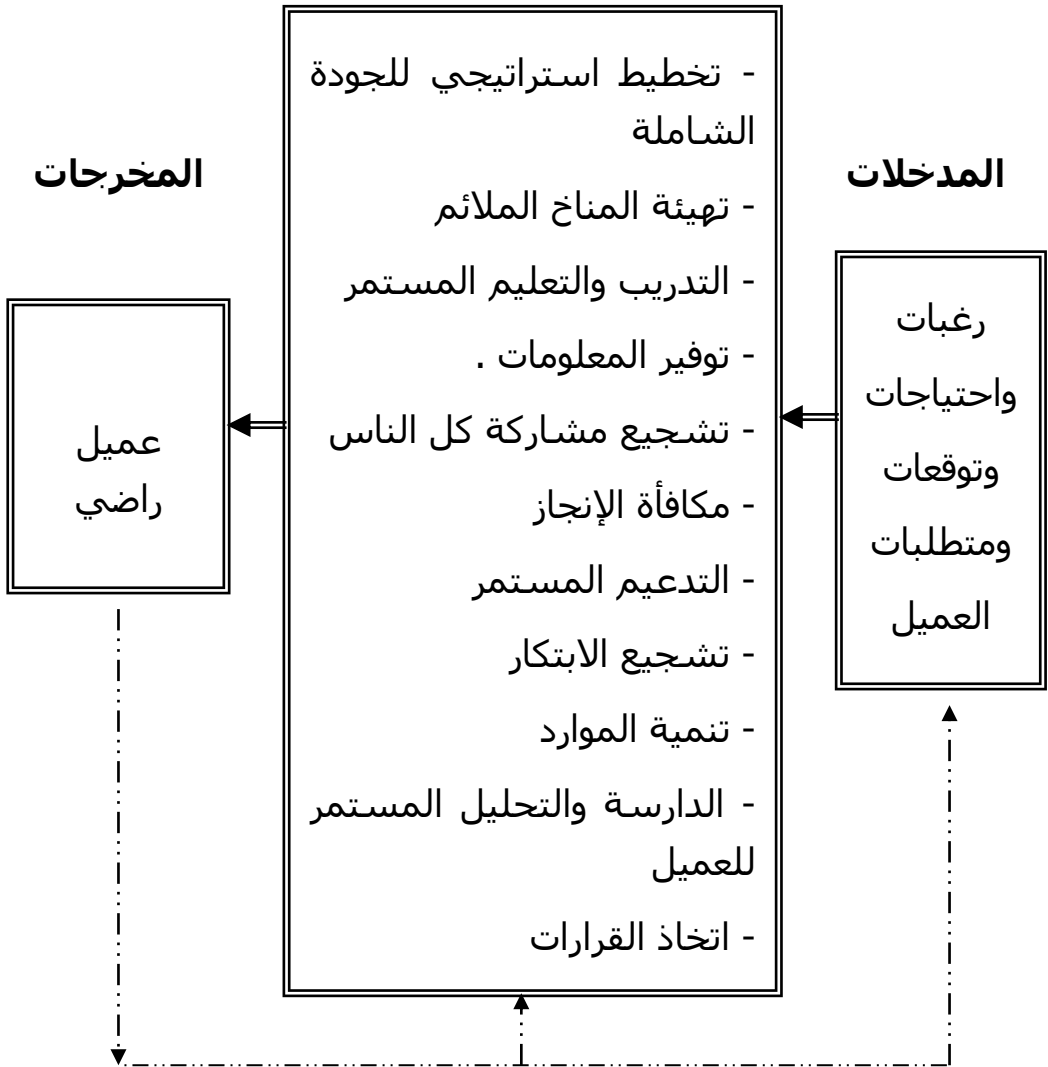 المدخلات
رغبات
واحتياجات
وتوقعات
ومتطلبات
العميل
- تخطيط استراتيجي للجودة
الشاملة
- تهيئة المناخ الملائم
- التدريب والتعليم المستمر
- توفير المعلومات .
- تشجيع مشاركة كل الناس
- مكافأة الإنجاز
- التدعيم المستمر
- تشجيع الابتكار
- تنمية الموارد
- الدارسة والتحليل المستمر
للعميل
- اتخاذ القرارات
المخرجات
عميل
راضي